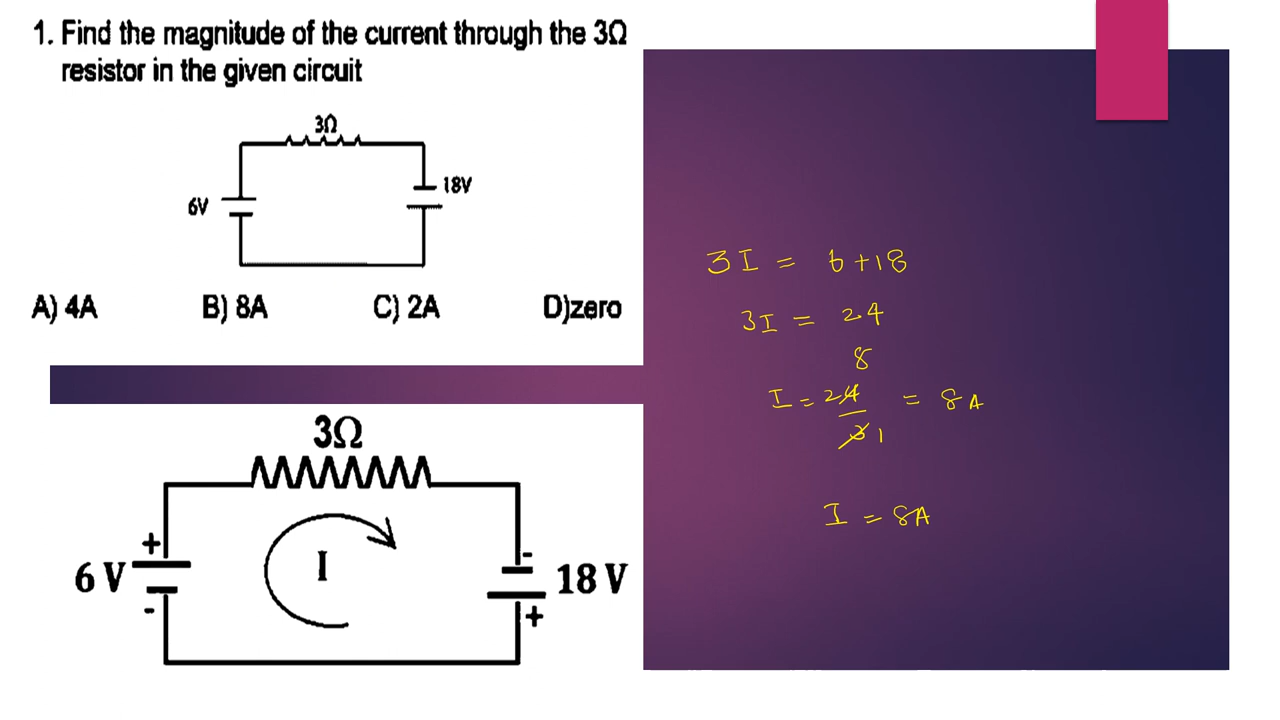 1. Find the magnitude of the current through the 3Ω
resistor in the given circuit
3Ω
18V
6V
A) 4A B) 8A C) 2A D)zero
3Ω
+
6 V
-
I
-
18 V
+
3I = 6+18
3I = 24
8
I = 24 = 8A
3 1
I = 8A